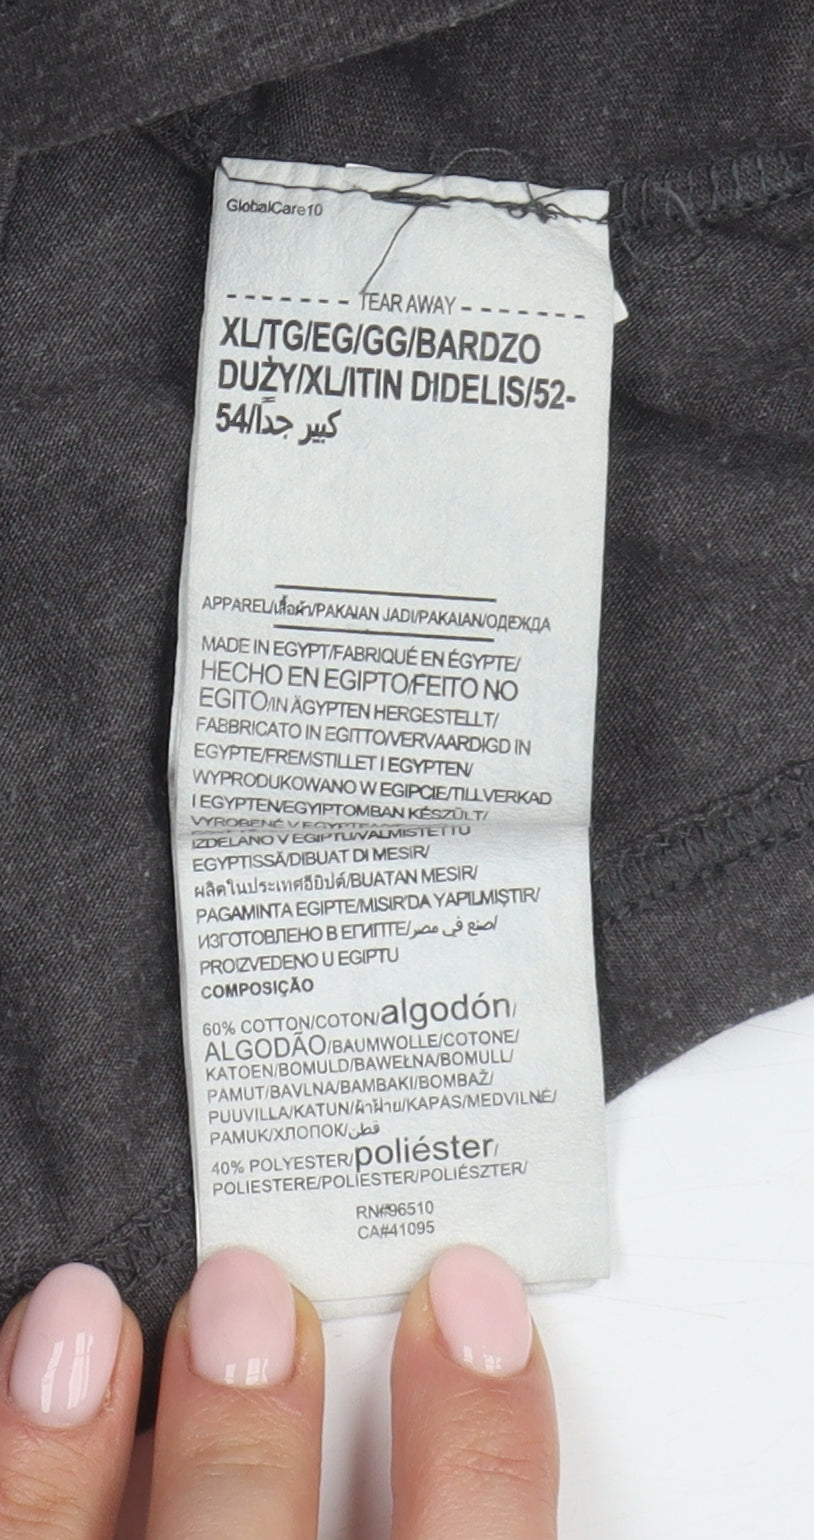 GlobalCare10
- - - - - - - TEAR AWAY - - - - - - -
XL/TG/EG/GG/BARDZO
DUŻY/XL/ITIN DIDELIS/52-
54/كبير جداً
APPAREL/เสื้อผ้า/PAKAIAN JADI/PAKAIAN/ОДЕЖДА
MADE IN EGYPT/FABRIQUÉ EN ÉGYPTE/
HECHO EN EGIPTO/FEITO NO
EGITO/IN ÄGYPTEN HERGESTELLT/
FABBRICATO IN EGITTO/VERVAARDIGD IN
EGYPTE/FREMSTILLET I EGYPTEN/
WYPRODUKOWANO W EGIPCIE/TILLVERKAD
I EGYPTEN/EGYIPTOMBAN KÉSZÜLT/
VYROBENÉ V
IZDELANO V EGIPTU/VALMISTETTU
EGYPTISSÄ/DIBUAT DI MESIR/
ผลิตในประเทศอียิปต์/BUATAN MESIR/
PAGAMINTA EGIPTE/MISIR'DA YAPILMIŞTIR/
ИЗГОТОВЛЕНО В ЕГИПТЕ/صنع في مصر/
PROIZVEDENO U EGIPTU
COMPOSIÇÃO
60% COTTON/COTON/algodón/
ALGODÃO/BAUMWOLLE/COTONE/
KATOEN/BOMULD/BAWEŁNA/BOMULL/
PAMUT/BAVLNA/BAMBAKI/BOMBAŽ/
PUUVILLA/KATUN/ผ้าฝ้าย/KAPAS/MEDVILNĖ/
PAMUK/ХЛОПОК/قطن
40% POLYESTER/poliéster/
POLIESTERE/POLIESTER/POLIÉSZTER/
RN#96510
CA#41095